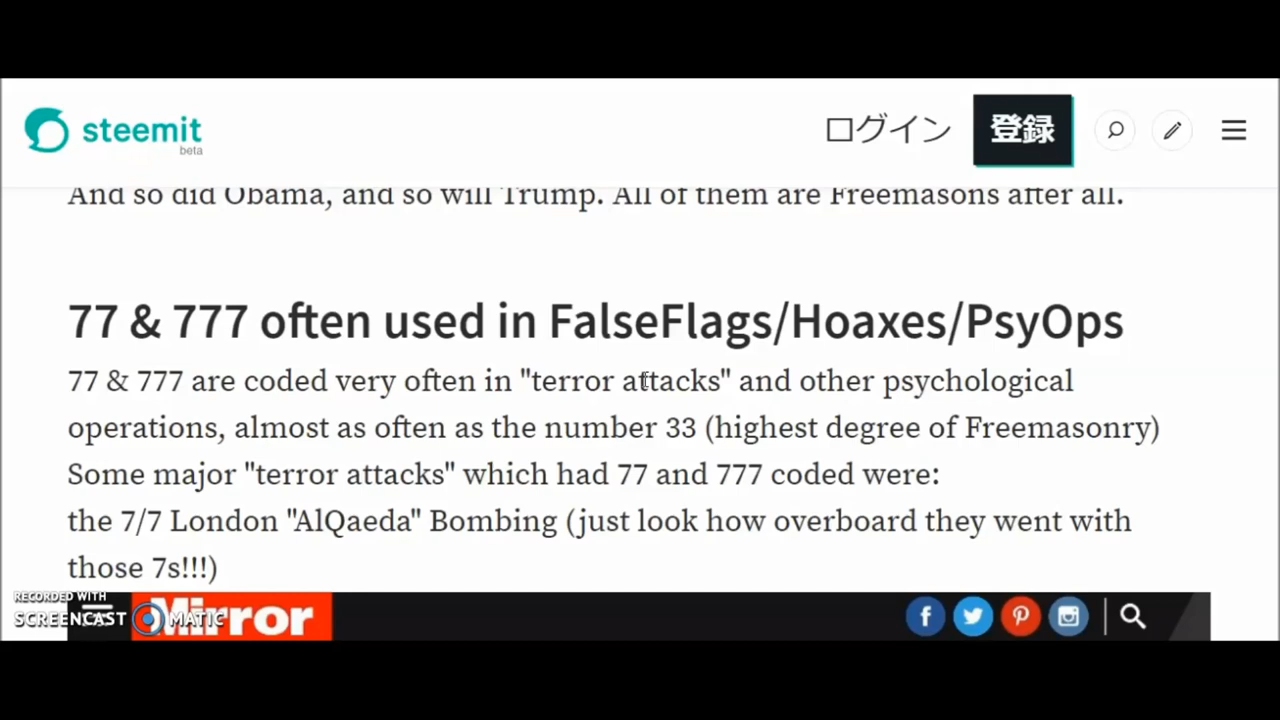 steemit
beta
ログイン
登録
And so did Obama, and so will Trump. All of them are Freemasons after all.
77 & 777 often used in FalseFlags/Hoaxes/PsyOps
77 & 777 are coded very often in "terror attacks" and other psychological
operations, almost as often as the number 33 (highest degree of Freemasonry)
Some major "terror attacks" which had 77 and 777 coded were:
the 7/7 London "AlQaeda" Bombing (just look how overboard they went with
those 7s!!!)
RECORDED WITH
SCREENCAST MATIC
Mirror